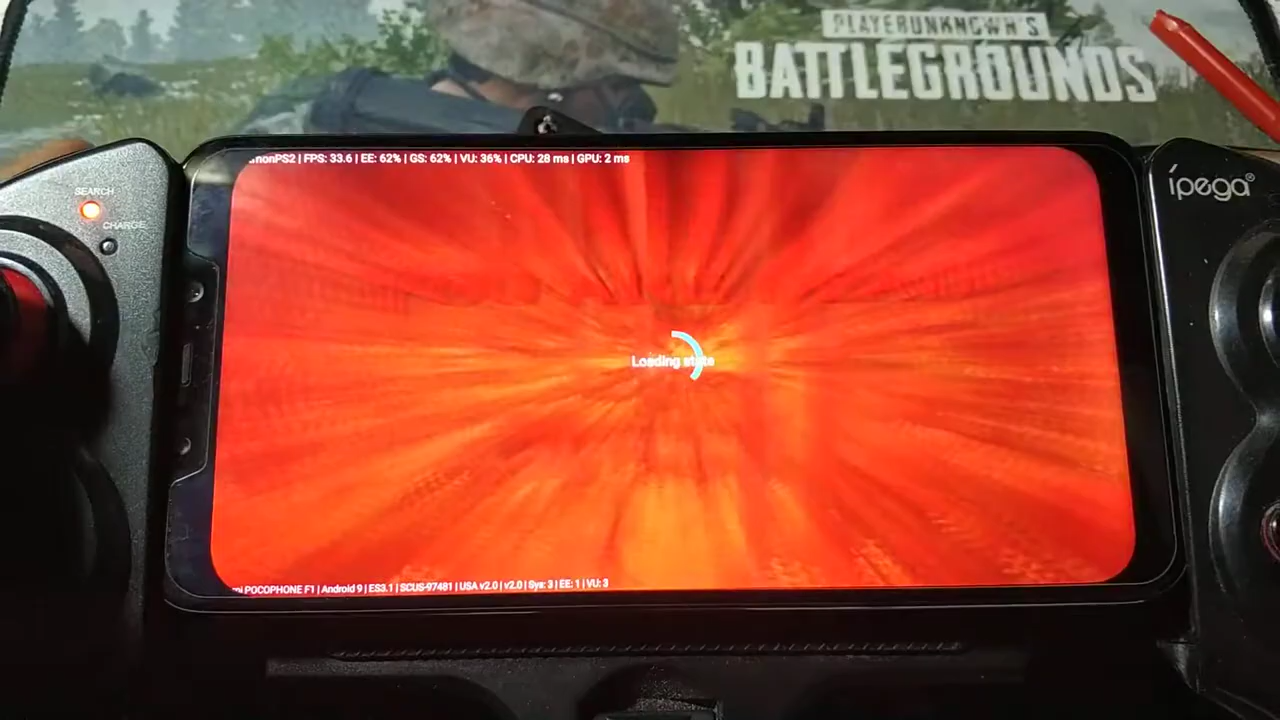 PLAYERUNKNOWN'S
BATTLEGROUNDS
SEARCH
CHARGE
ípega®
monPS2 | FPS: 33.6 | EE: 62% | GS: 62% | VU: 36% | CPU: 28 ms | GPU: 2 ms
Loading state
POCOPHONE F1 | Android 9 | ES3.1 | SCUS-97481 | USA v2.0 | v2.0 | Sys: 3 | EE: 1 | VU: 3